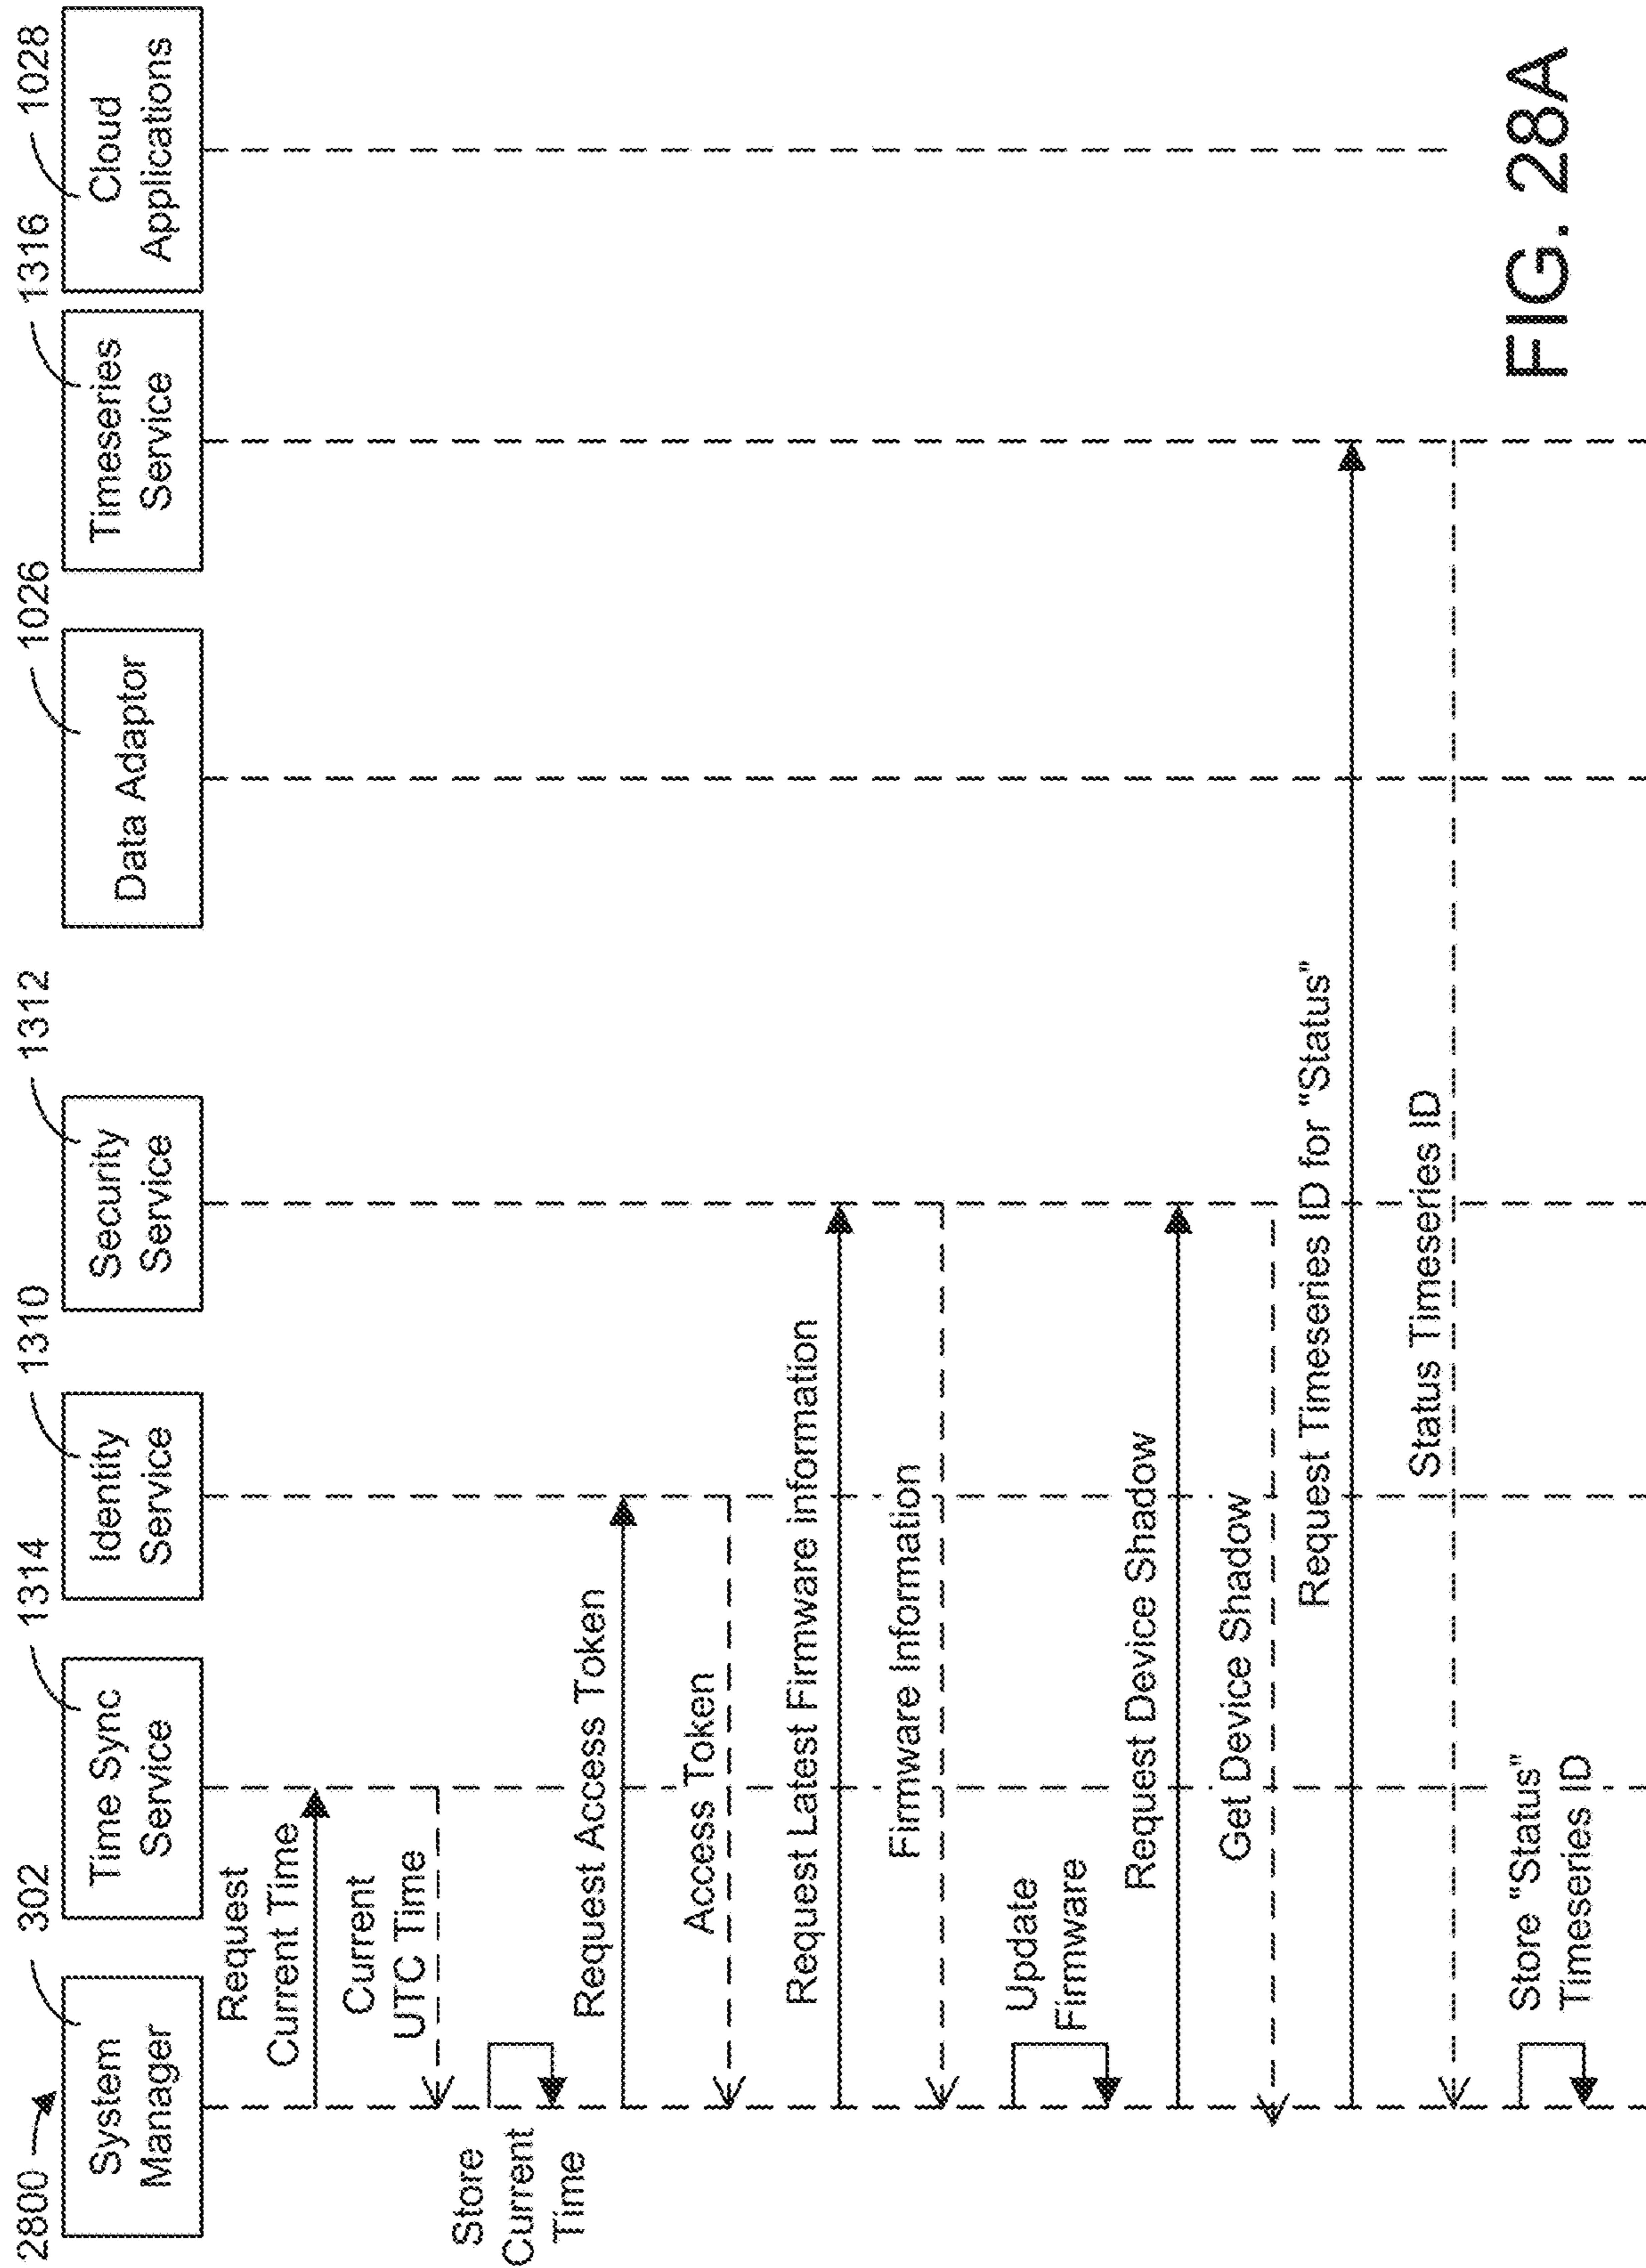 2800
302
1314
1310
1312
1026
1316
1028
System
Manager
Time Sync
Service
Identity
Service
Security
Service
Data Adaptor
Timeseries
Service
Cloud
Applications
Request
Current Time
Current
UTC Time
Store
Current
Time
Request Access Token
Access Token
Request Latest Firmware Information
Firmware Information
Update
Firmware
Request Device Shadow
Get Device Shadow
Request Timeseries ID for "Status"
Status Timeseries ID
Store "Status"
Timeseries ID
FIG. 28A